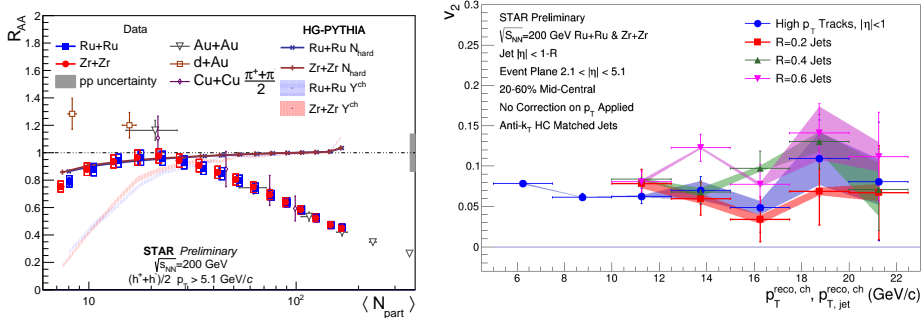 R_AA
Data
Ru+Ru
Zr+Zr
pp uncertainty
Au+Au
d+Au
Cu+Cu (π⁺+π⁻)/2
HG-PYTHIA
Ru+Ru N_hard
Zr+Zr N_hard
Ru+Ru Y^ch
Zr+Zr Y^ch
2
1.8
1.6
1.4
1.2
1
0.8
0.6
0.4
0.2
0
STAR Preliminary
√s_NN=200 GeV
(h⁺+h⁻)/2 p_T > 5.1 GeV/c
10
10²
⟨ N_part ⟩
v_2
0.3
0.25
0.2
0.15
0.1
0.05
0
STAR Preliminary
√S_NN=200 GeV Ru+Ru & Zr+Zr
Jet |η| <1-R
Event Plane 2.1 < |η| < 5.1
20-60% Mid-Central
No Correction on p_T Applied
Anti-k_T HC Matched Jets
High p_T Tracks, |η|<1
R=0.2 Jets
R=0.4 Jets
R=0.6 Jets
6 8 10 12 14 16 18 20 22
p_T^reco, ch, p_T, jet^reco, ch (GeV/c)